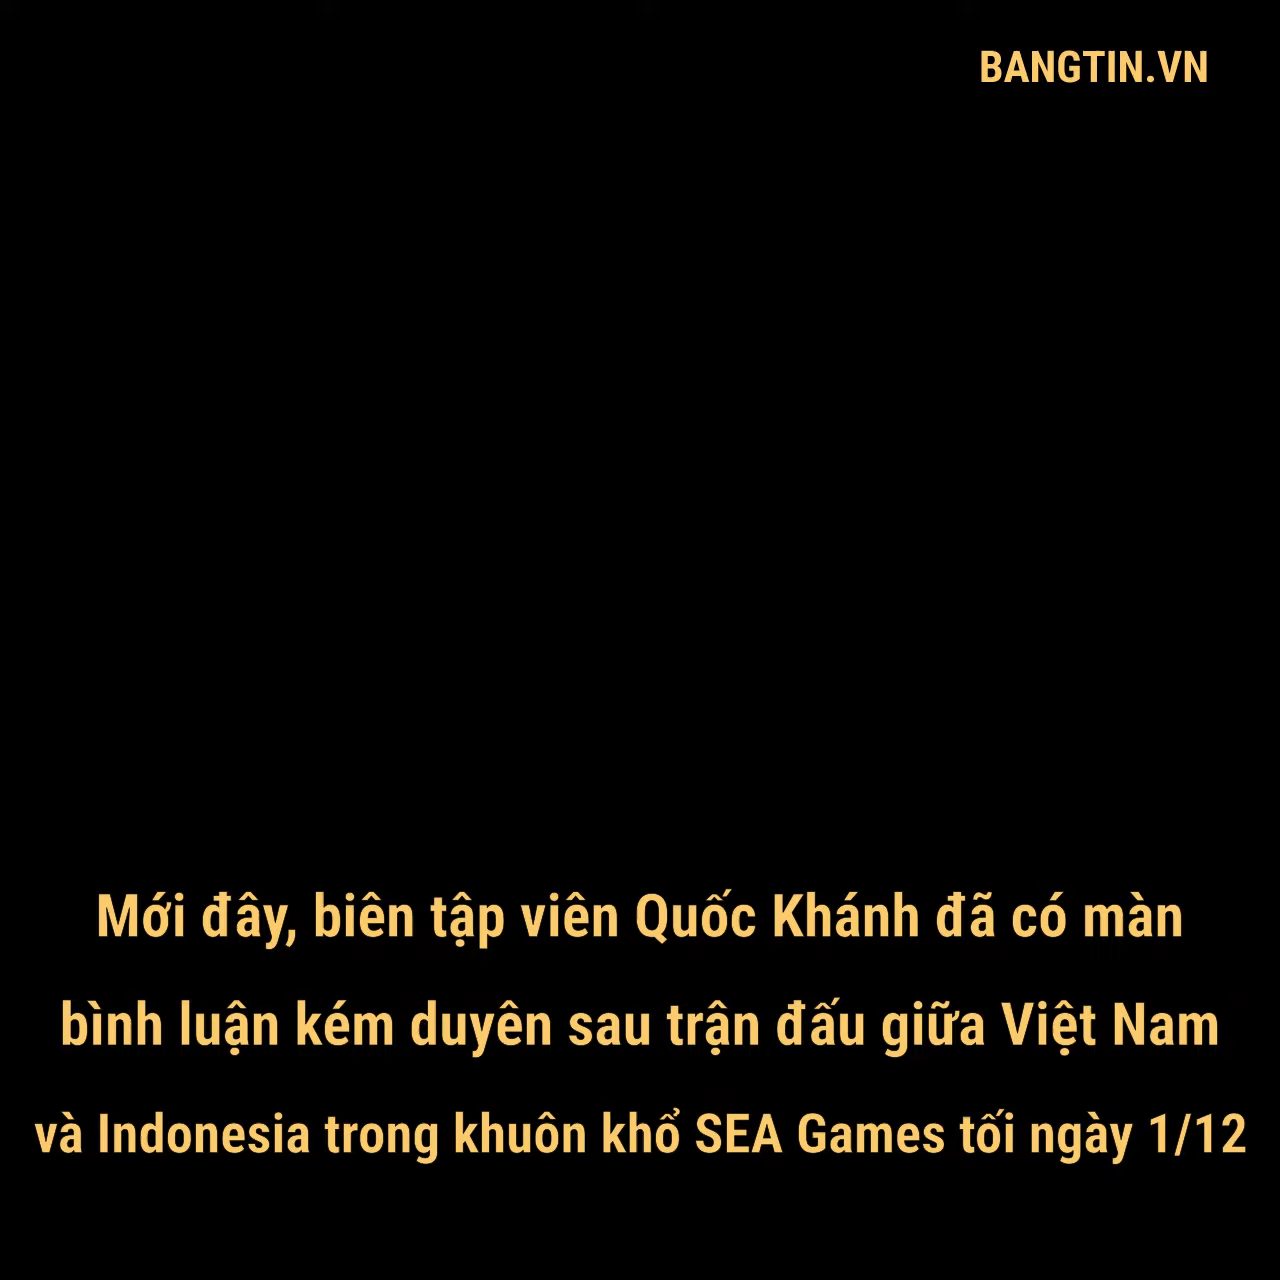 BANGTIN.VN
Mới đây, biên tập viên Quốc Khánh đã có màn
bình luận kém duyên sau trận đấu giữa Việt Nam
và Indonesia trong khuôn khổ SEA Games tối ngày 1/12